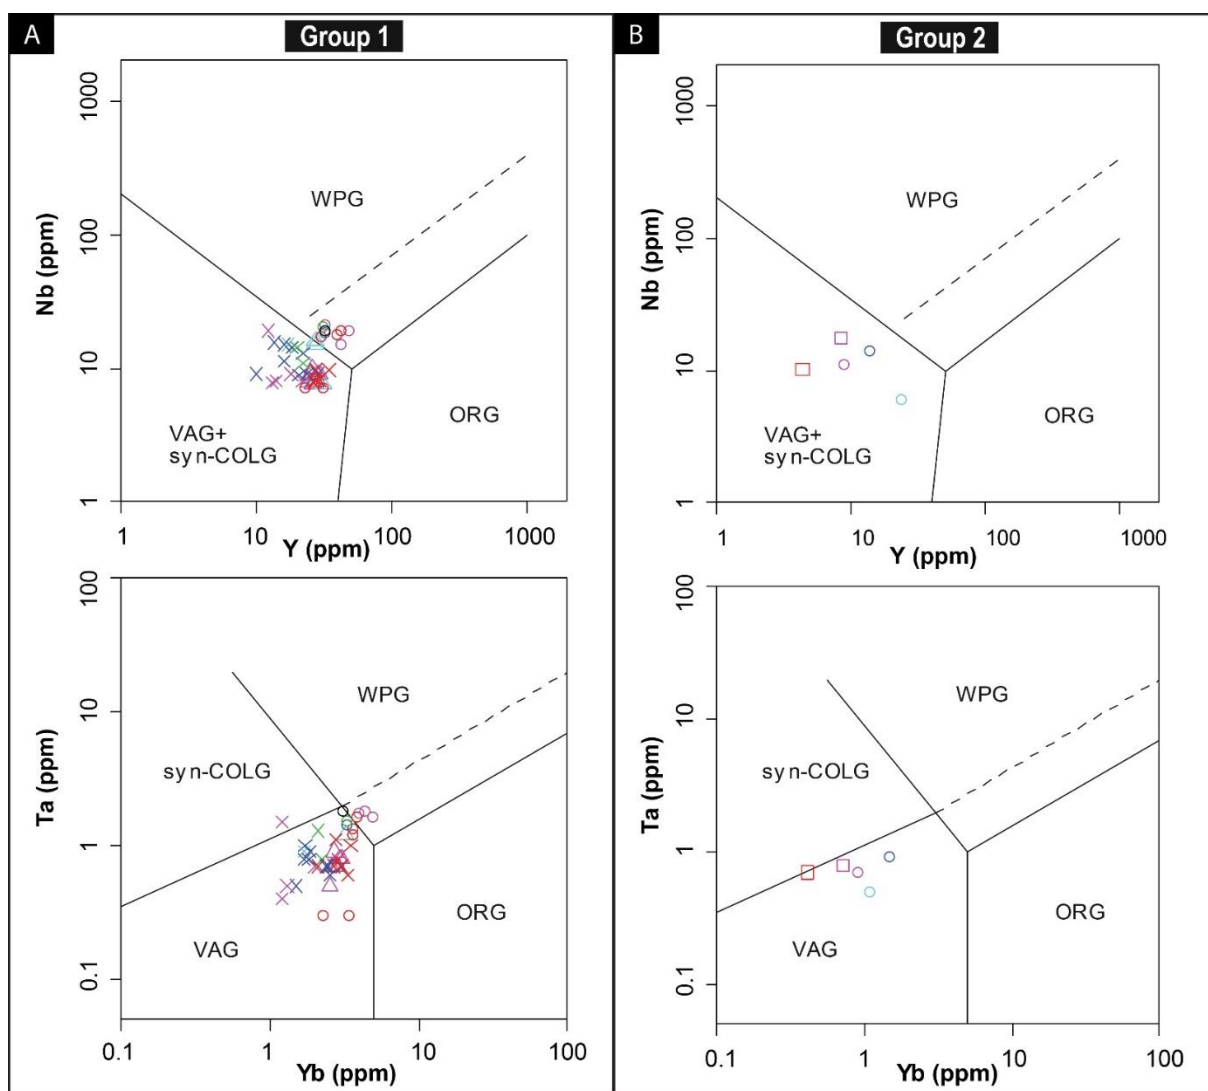 A
Group 1
1000
100
10
1
Nb (ppm)
WPG
VAG+
syn-COLG
ORG
1
10
100
1000
Y (ppm)
100
10
1
0.1
Ta (ppm)
WPG
syn-COLG
VAG
ORG
0.1
1
10
100
Yb (ppm)
B
Group 2
1000
100
10
1
Nb (ppm)
WPG
VAG+
syn-COLG
ORG
1
10
100
1000
Y (ppm)
100
10
1
0.1
Ta (ppm)
WPG
syn-COLG
VAG
ORG
0.1
1
10
100
Yb (ppm)